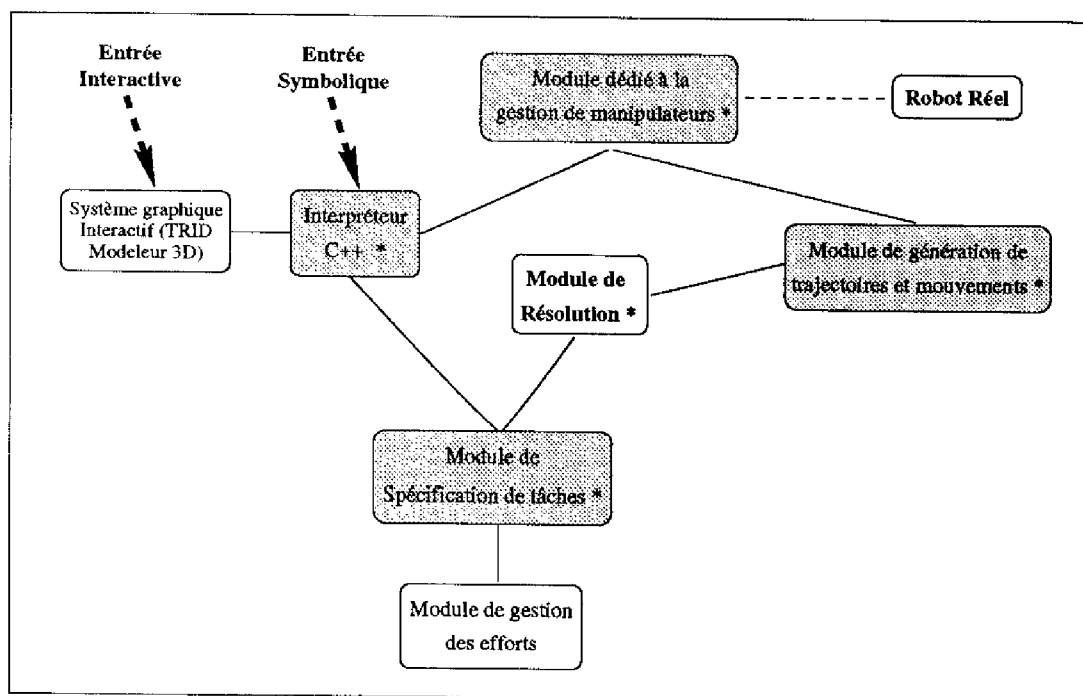 Entrée
Interactive
Entrée
Symbolique
Module dédié à la
gestion de manipulateurs *
Robot Réel
Système graphique
Interactif (TRID
Modeleur 3D)
Interpréteur
C++ *
Module de
Résolution *
Module de génération de
trajectoires et mouvements *
Module de
Spécification de tâches *
Module de gestion
des efforts